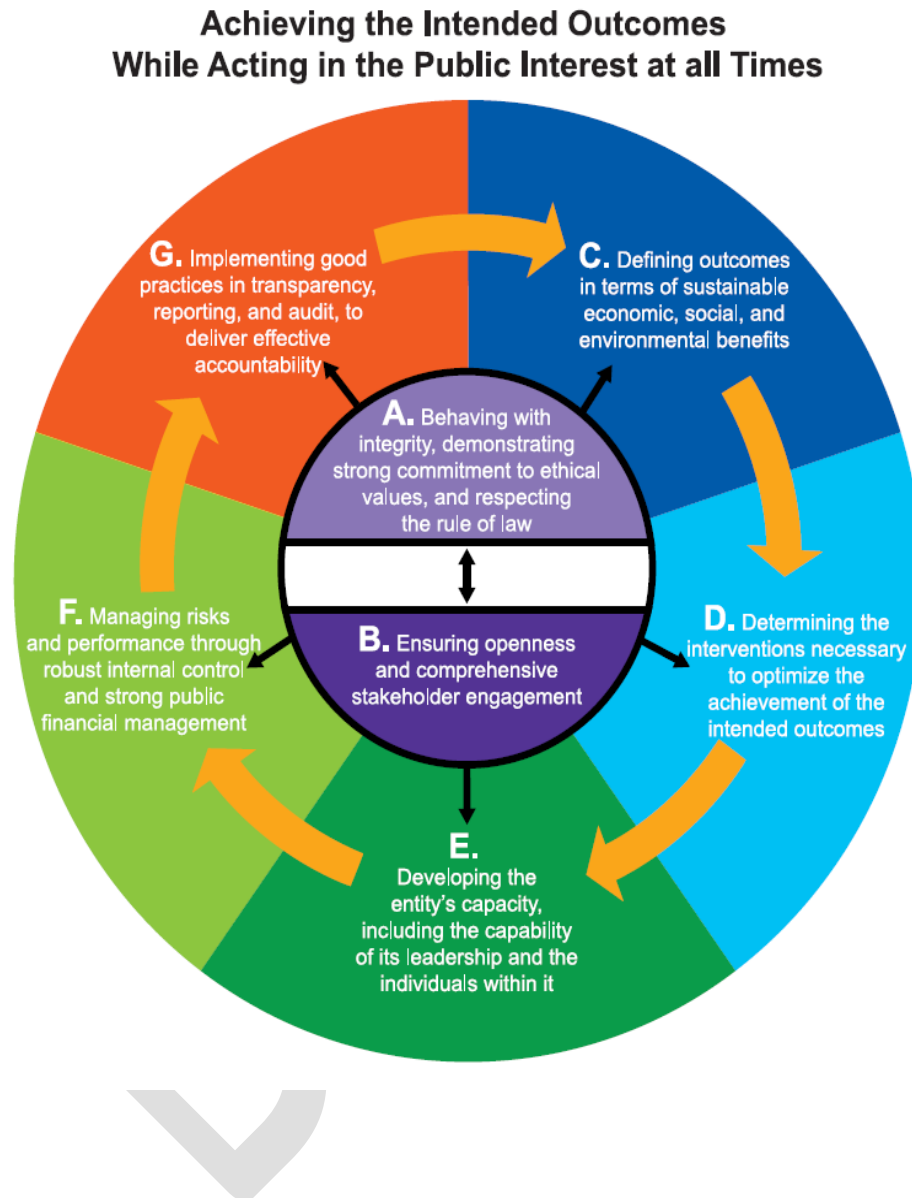 Achieving the Intended Outcomes
While Acting in the Public Interest at all Times
G. Implementing good
practices in transparency,
reporting, and audit, to
deliver effective
accountability
C. Defining outcomes
in terms of sustainable
economic, social, and
environmental benefits
A. Behaving with
integrity, demonstrating
strong commitment to ethical
values, and respecting
the rule of law
F. Managing risks
and performance through
robust internal control
and strong public
financial management
B. Ensuring openness
and comprehensive
stakeholder engagement
D. Determining the
interventions necessary
to optimize the
achievement of the
intended outcomes
E.
Developing the
entity's capacity,
including the capability
of its leadership and the
individuals within it